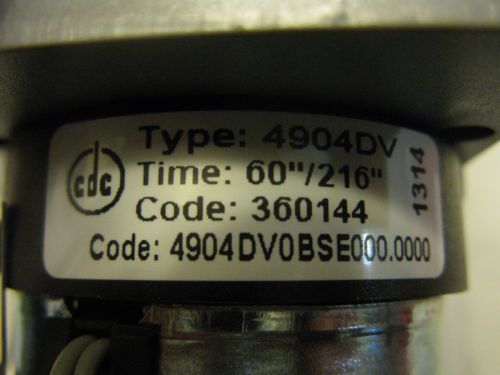 cdc
Type: 4904DV
Time: 60"/216"
Code: 360144
Code: 4904DV0BSE000.0000
1314